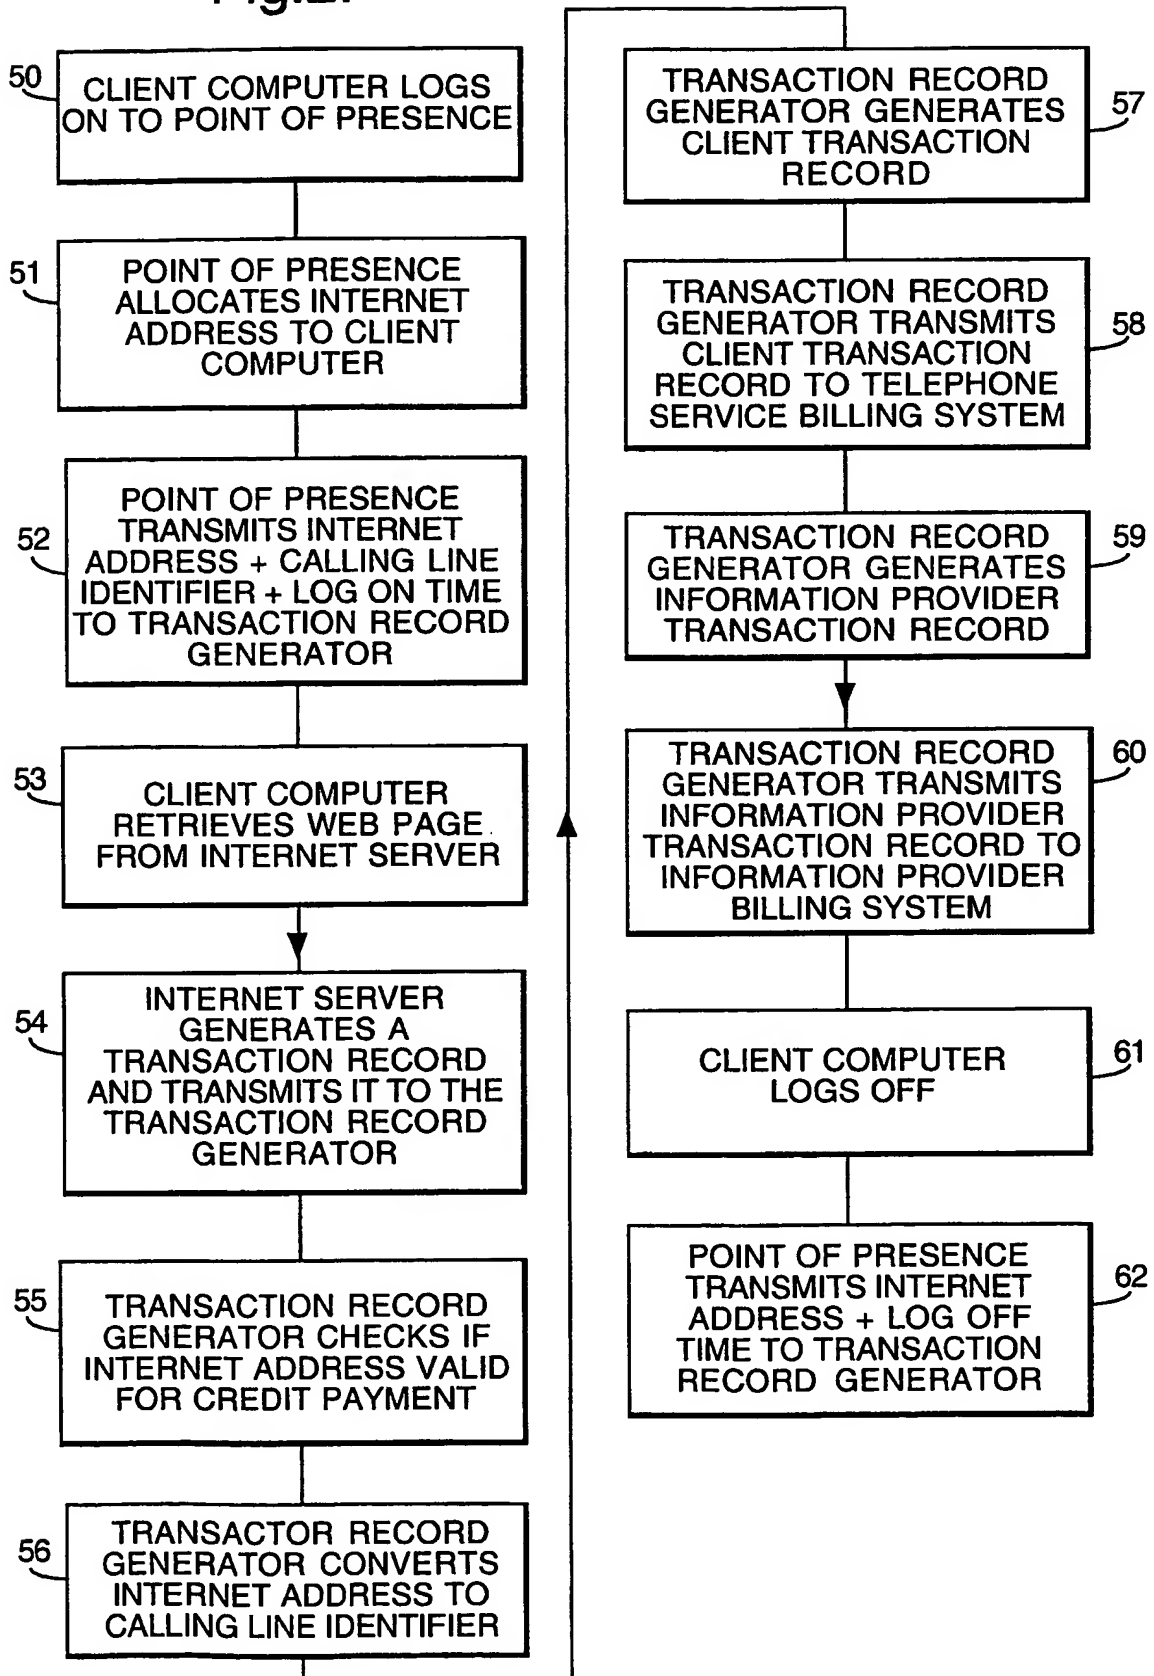 50
CLIENT COMPUTER LOGS
ON TO POINT OF PRESENCE
51
POINT OF PRESENCE
ALLOCATES INTERNET
ADDRESS TO CLIENT
COMPUTER
52
POINT OF PRESENCE
TRANSMITS INTERNET
ADDRESS + CALLING LINE
IDENTIFIER + LOG ON TIME
TO TRANSACTION RECORD
GENERATOR
53
CLIENT COMPUTER
RETRIEVES WEB PAGE
FROM INTERNET SERVER
54
INTERNET SERVER
GENERATES A
TRANSACTION RECORD
AND TRANSMITS IT TO THE
TRANSACTION RECORD
GENERATOR
55
TRANSACTION RECORD
GENERATOR CHECKS IF
INTERNET ADDRESS VALID
FOR CREDIT PAYMENT
56
TRANSACTOR RECORD
GENERATOR CONVERTS
INTERNET ADDRESS TO
CALLING LINE IDENTIFIER
57
TRANSACTION RECORD
GENERATOR GENERATES
CLIENT TRANSACTION
RECORD
58
TRANSACTION RECORD
GENERATOR TRANSMITS
CLIENT TRANSACTION
RECORD TO TELEPHONE
SERVICE BILLING SYSTEM
59
TRANSACTION RECORD
GENERATOR GENERATES
INFORMATION PROVIDER
TRANSACTION RECORD
60
TRANSACTION RECORD
GENERATOR TRANSMITS
INFORMATION PROVIDER
TRANSACTION RECORD TO
INFORMATION PROVIDER
BILLING SYSTEM
61
CLIENT COMPUTER
LOGS OFF
62
POINT OF PRESENCE
TRANSMITS INTERNET
ADDRESS + LOG OFF
TIME TO TRANSACTION
RECORD GENERATOR